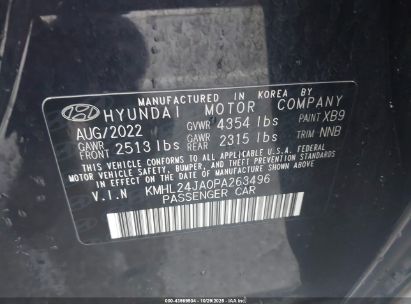 MANUFACTURED IN KOREA BY
HYUNDAI MOTOR COMPANY
AUG/2022 GVWR 4354 lbs PAINT XB9
GAWR FRONT 2513 lbs GAWR REAR 2315 lbs TRIM NNB
THIS VEHICLE CONFORMS TO ALL APPLICABLE U.S. FEDERAL
MOTOR VEHICLE SAFETY, BUMPER, AND THEFT PREVENTION
STANDARDS IN EFFECT ON THE DATE OF MANUFACTURE SHOWN ABOVE.
V.I.N KMHL24JA0PA263496
PASSENGER CAR